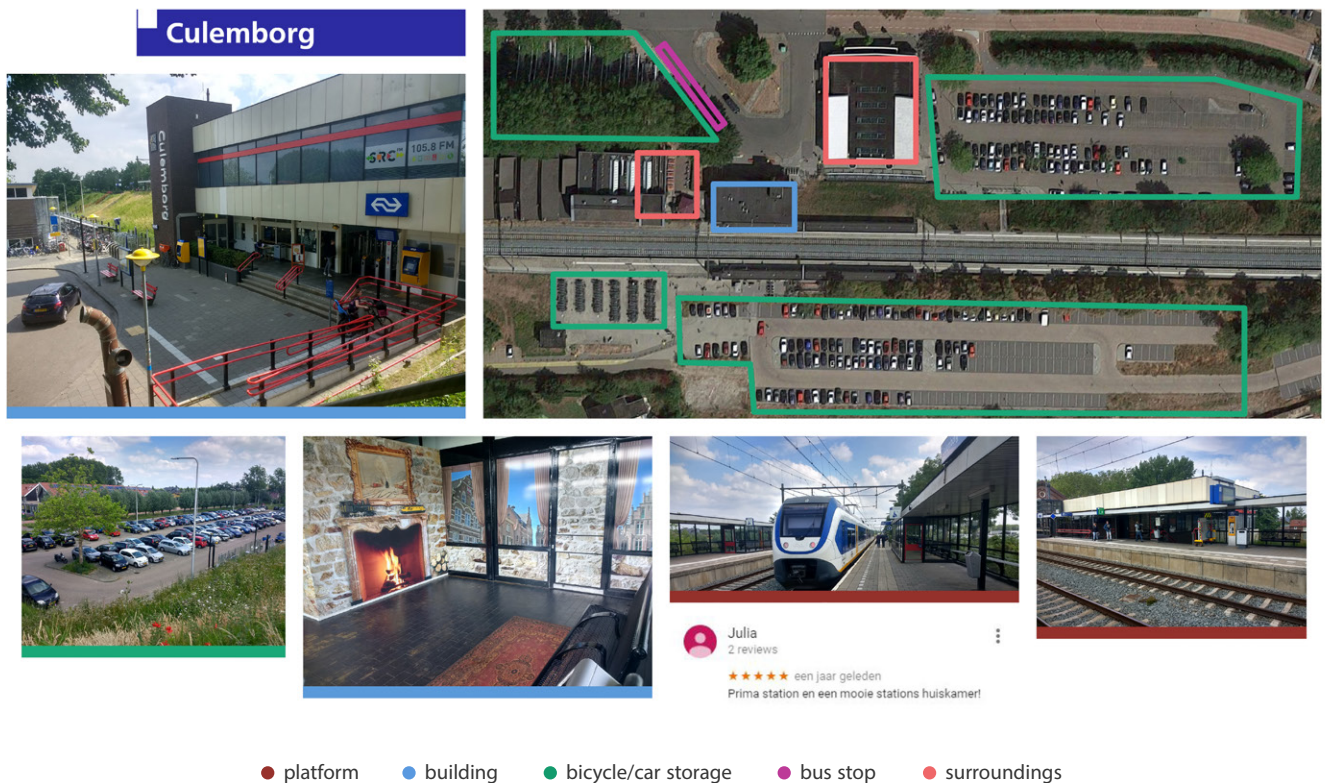 Culemborg
Culemborg
GRC FM
105.8 FM
Julia
2 reviews
een jaar geleden
Prima station en een mooie stations huiskamer!
platform
building
bicycle/car storage
bus stop
surroundings